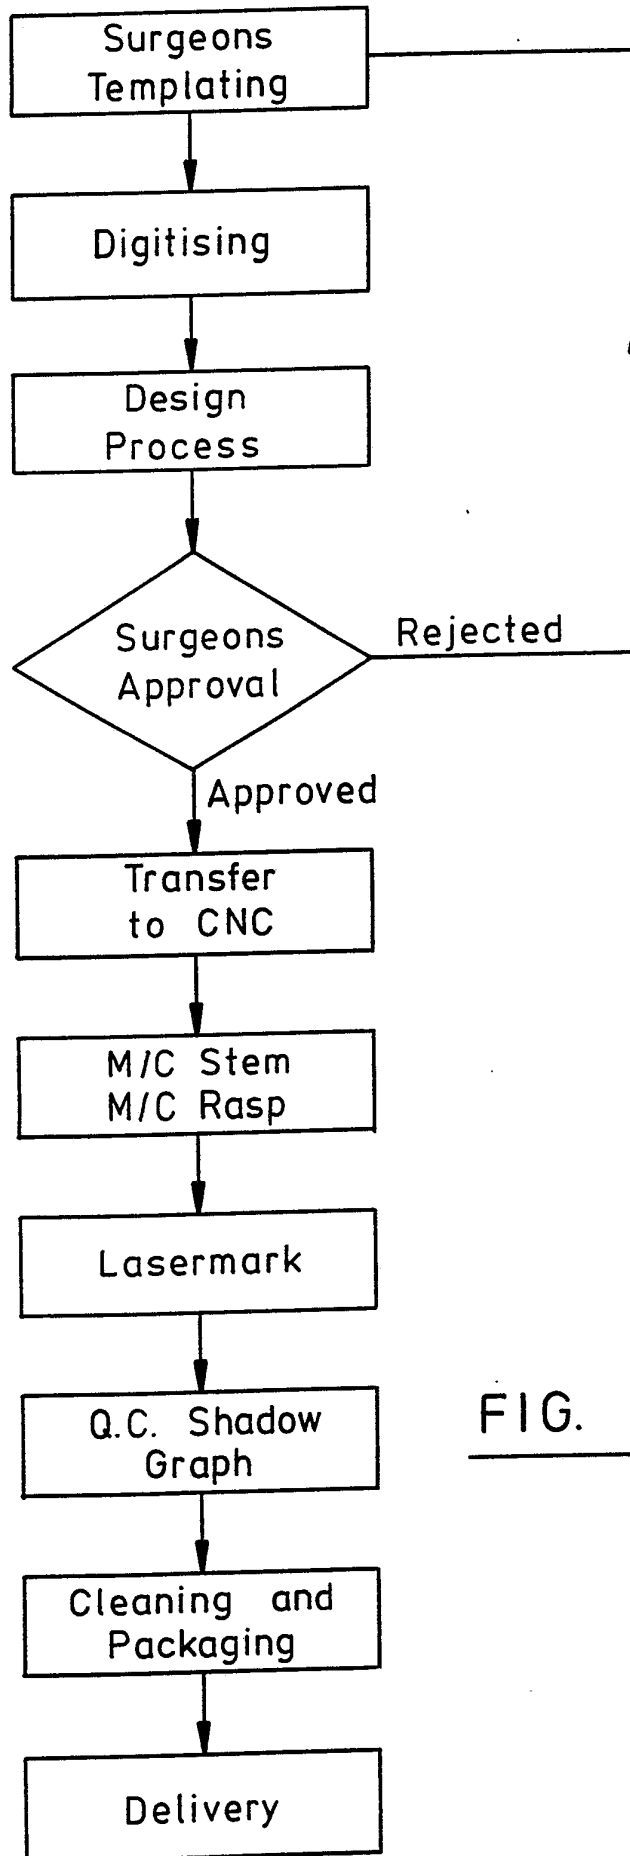 Surgeons
Templating
Digitising
Design
Process
Surgeons
Approval
Rejected
Approved
Transfer
to CNC
M/C Stem
M/C Rasp
Lasermark
Q.C. Shadow
Graph
FIG.
Cleaning and
Packaging
Delivery